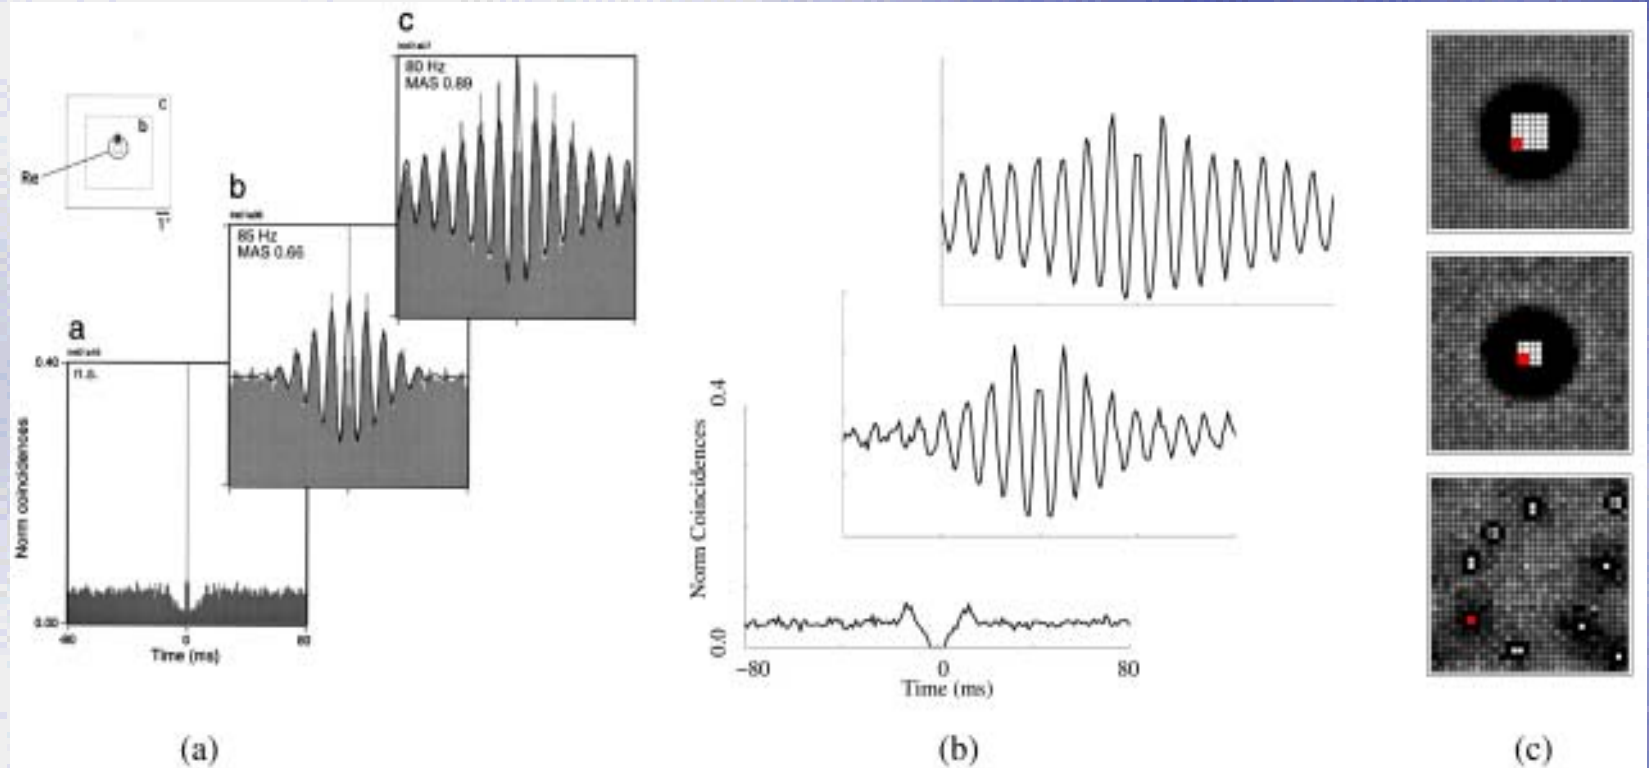 c
80 Hz
MAS 0.89
c
b
Re
1°
b
85 Hz
MAS 0.66
a
0.40
n.s.
Norm coincidences
0.00
-80
0
80
Time (ms)
0.4
Norm Coincidences
0.0
−80
0
80
Time (ms)
(a)
(b)
(c)